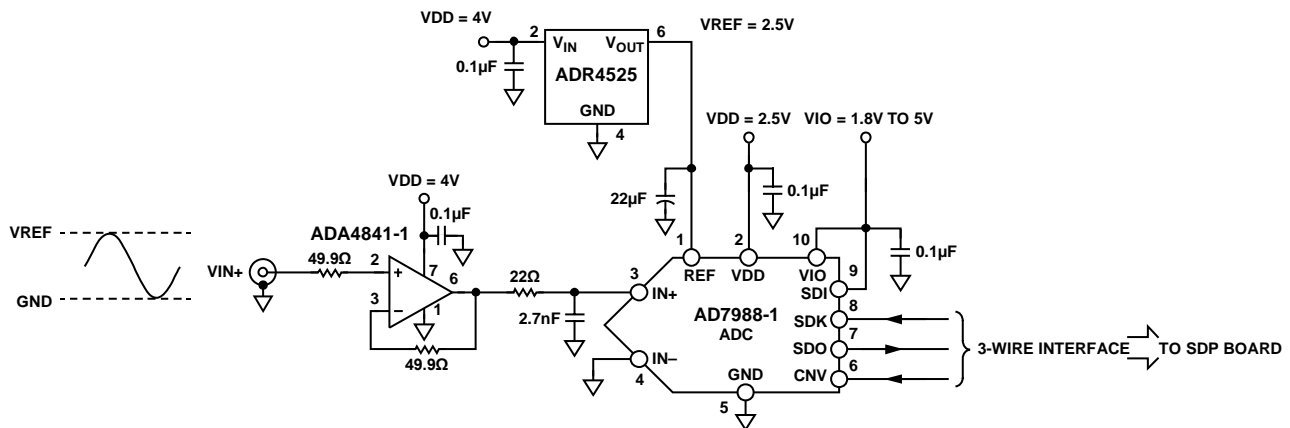 VDD = 4V
VREF = 2.5V
2
6
VIN
VOUT
0.1µF
ADR4525
GND
4
VDD = 2.5V
VIO = 1.8V TO 5V
VDD = 4V
22µF
0.1µF
0.1µF
ADA4841-1
VREF
1
2
10
0.1µF
49.9Ω
2
7
REF
VDD
VIO
9
VIN+
+
6
22Ω
3
SDI
IN+
8
GND
3
–
1
2.7nF
AD7988-1
SDK
ADC
7
SDO
3-WIRE INTERFACE
TO SDP BOARD
49.9Ω
IN–
6
4
GND
CNV
5